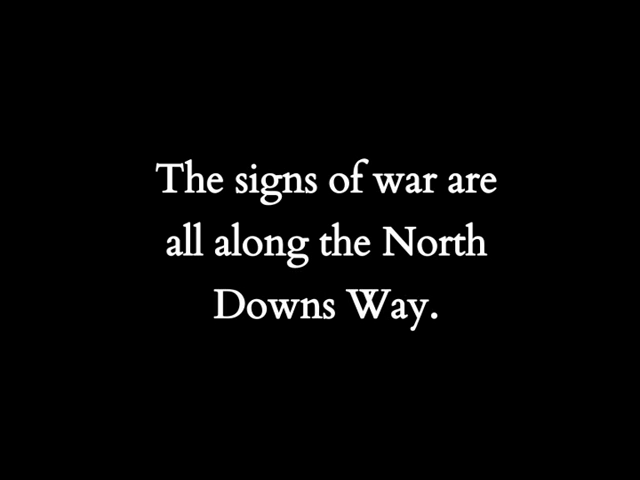 The signs of war are
all along the North
Downs Way.